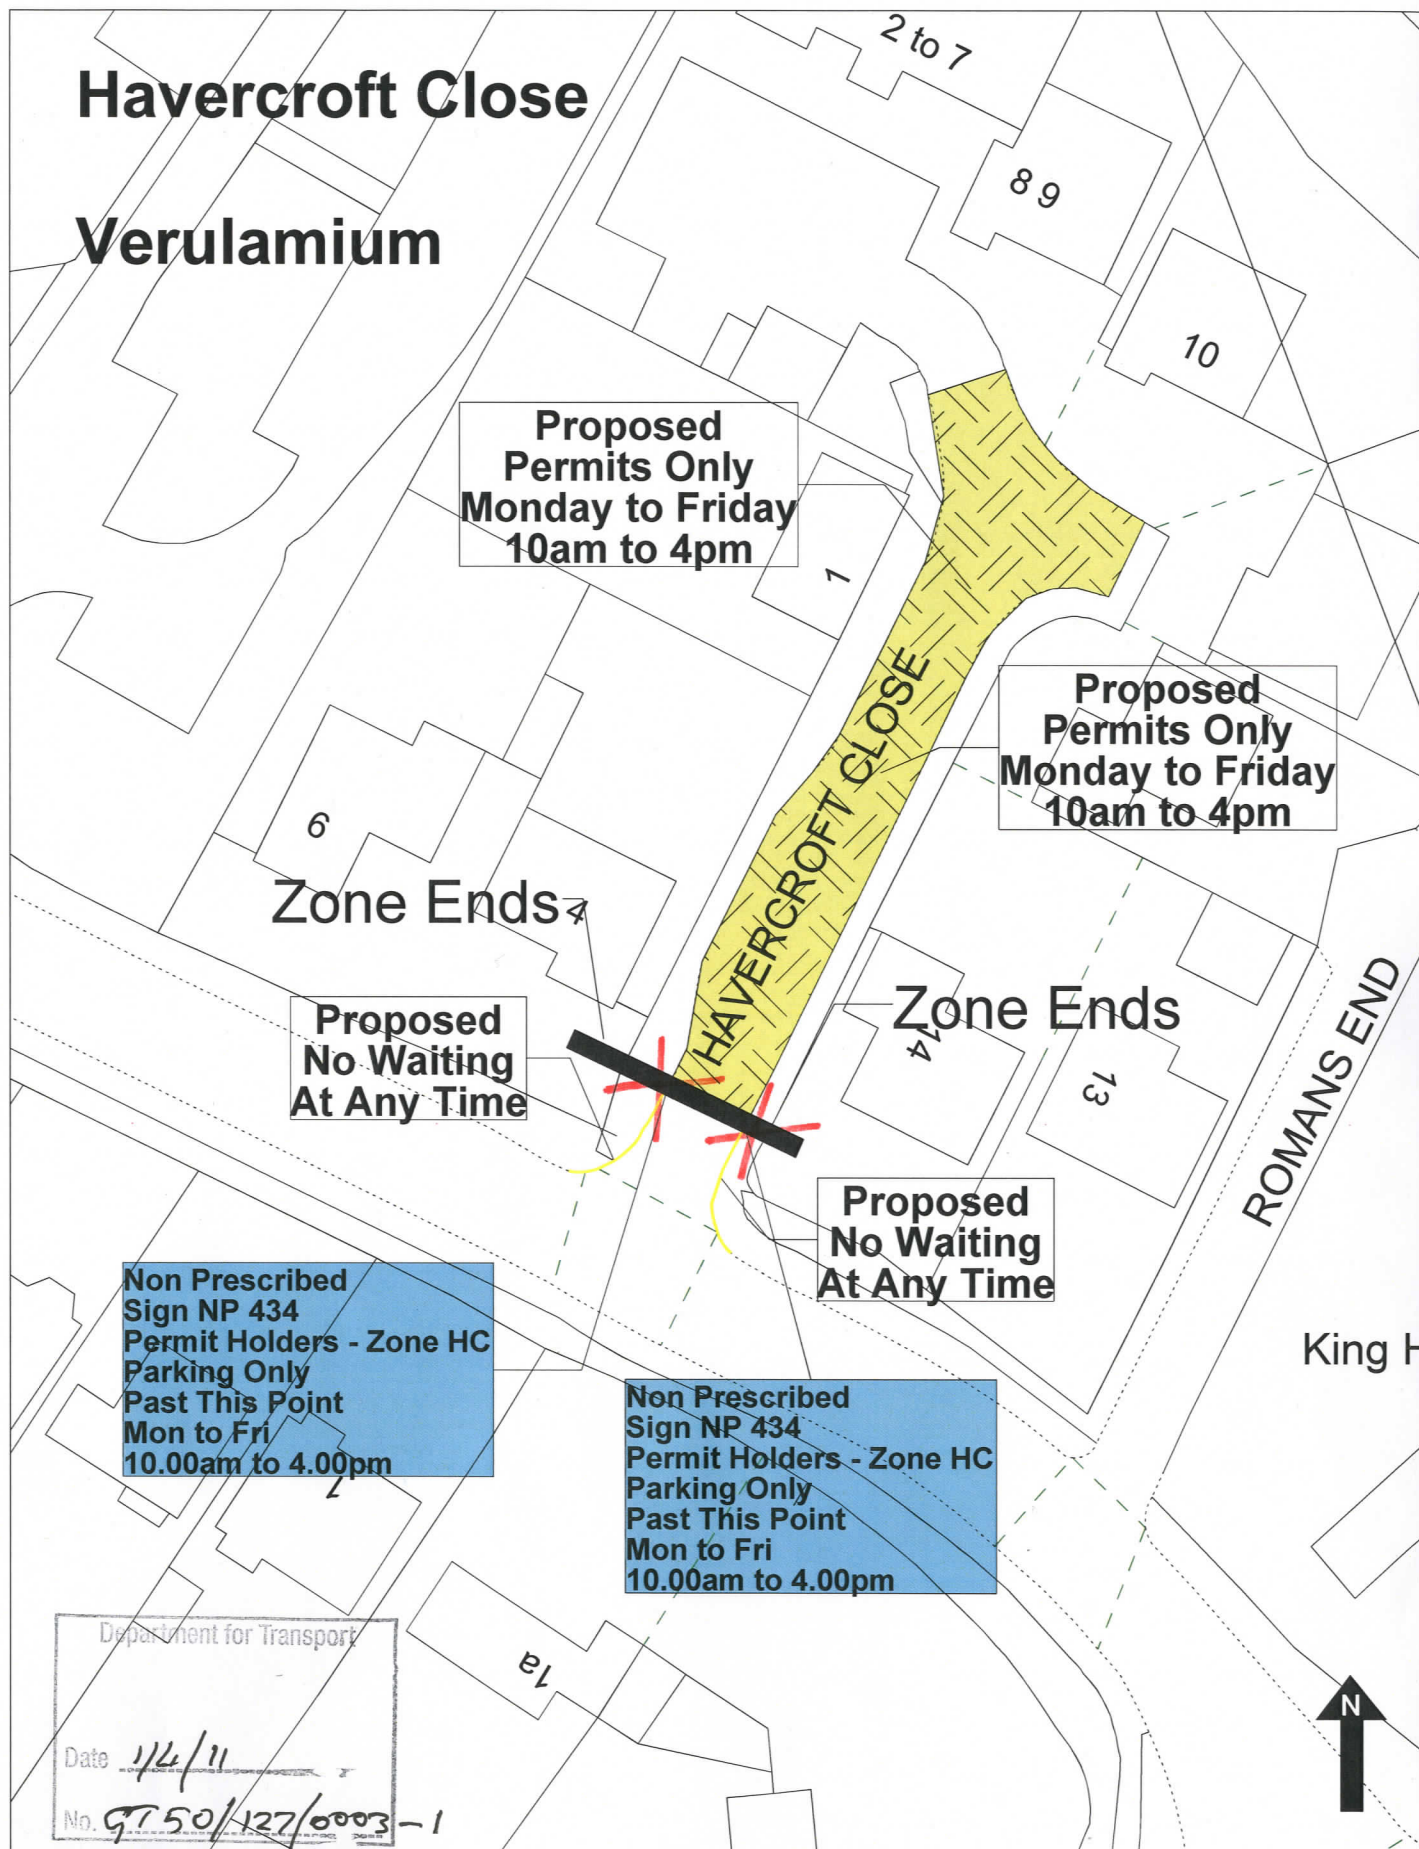 Havercroft Close
Verulamium
2 to 7
8 9
10
Proposed
Permits Only
Monday to Friday
10am to 4pm
1
HAVERCROFT CLOSE
Proposed
Permits Only
Monday to Friday
10am to 4pm
6
Zone Ends
4
Zone Ends
14
13
ROMANS END
Proposed
No Waiting
At Any Time
Proposed
No Waiting
At Any Time
Non Prescribed
Sign NP 434
Permit Holders - Zone HC
Parking Only
Past This Point
Mon to Fri
10.00am to 4.00pm
King H
Non Prescribed
Sign NP 434
Permit Holders - Zone HC
Parking Only
Past This Point
Mon to Fri
10.00am to 4.00pm
1a
Department for Transport
Date 1/4/11
No. GT50/127/0003-1
N